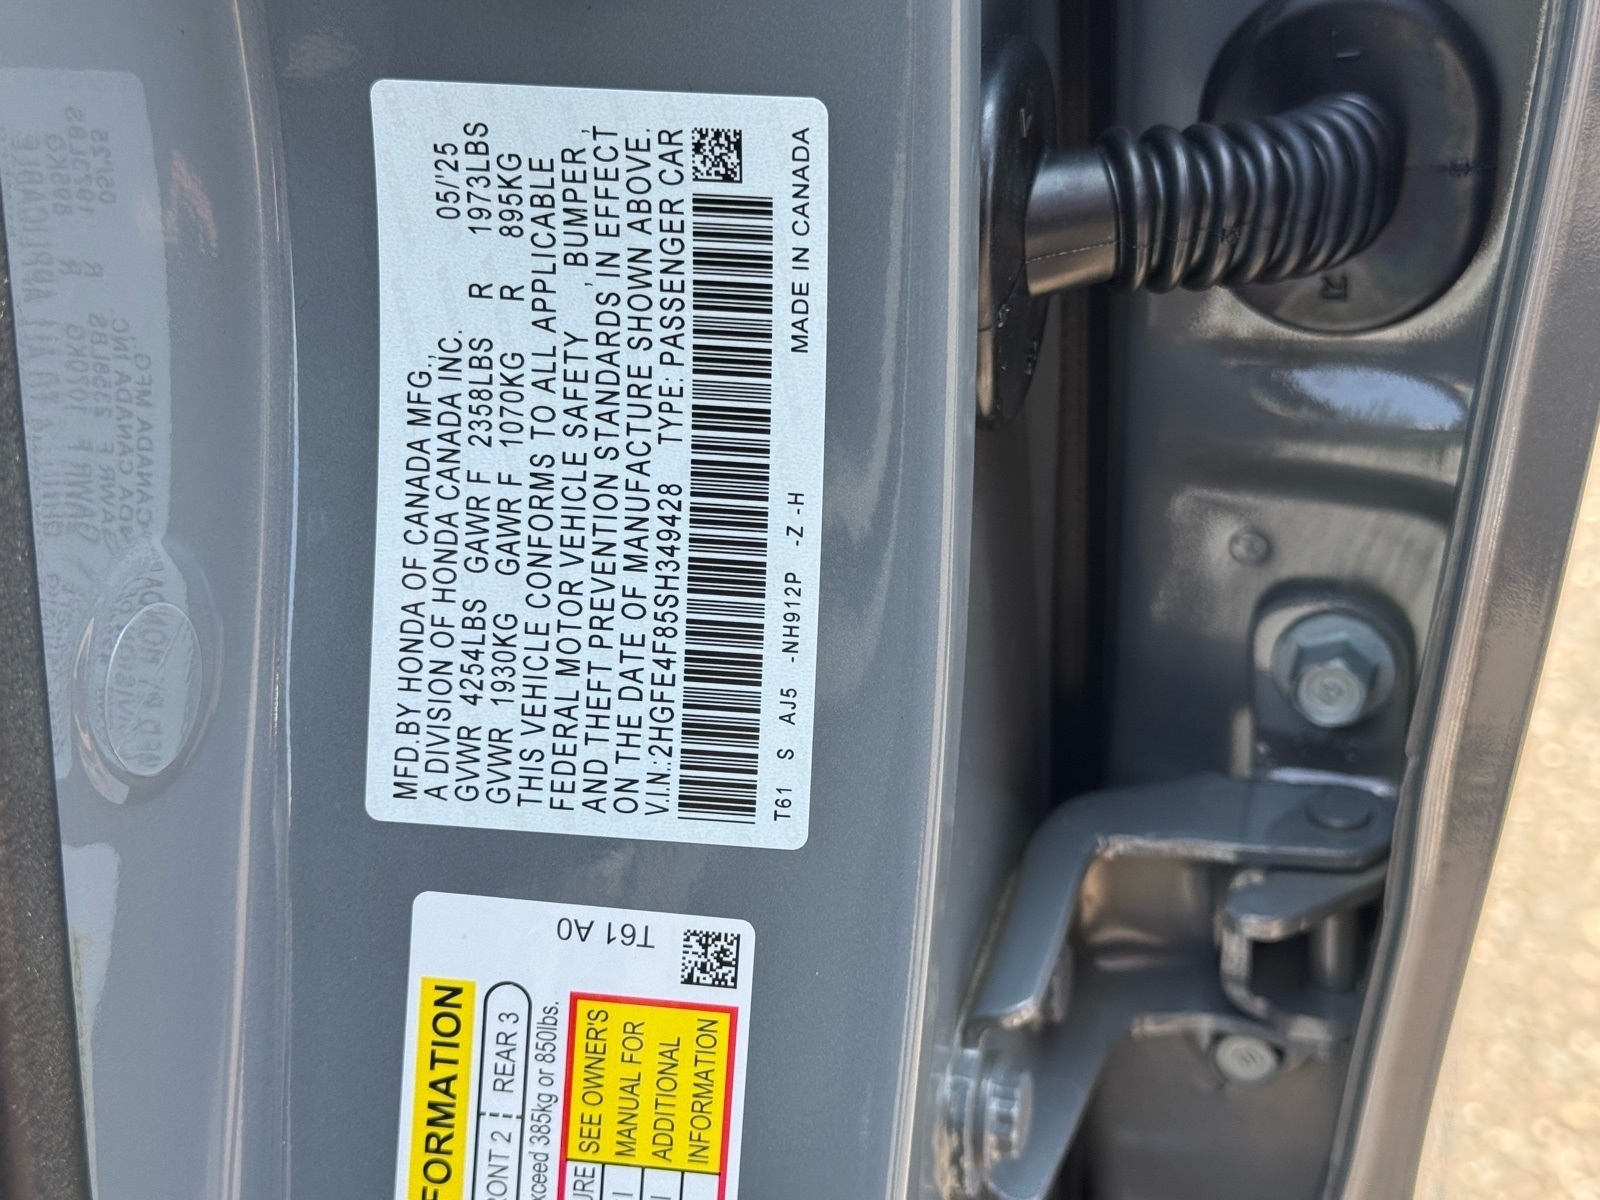 MFD.BY HONDA OF CANADA MFG.,
A DIVISION OF HONDA CANADA INC. 05/'25
GVWR 4254LBS GAWR F 2358LBS R 1973LBS
GVWR 1930KG GAWR F 1070KG R 895KG
THIS VEHICLE CONFORMS TO ALL APPLICABLE
FEDERAL MOTOR VEHICLE SAFETY , BUMPER ,
AND THEFT PREVENTION STANDARDS, IN EFFECT
ON THE DATE OF MANUFACTURE SHOWN ABOVE.
V.I.N.:2HGFE4F85SH349428 TYPE: PASSENGER CAR
T61 S AJ5 -NH912P -Z -H MADE IN CANADA
T61 A0
FORMATION
RONT 2 REAR 3
xceed 385kg or 850lbs.
URE
SEE OWNER'S
MANUAL FOR
ADDITIONAL
INFORMATION